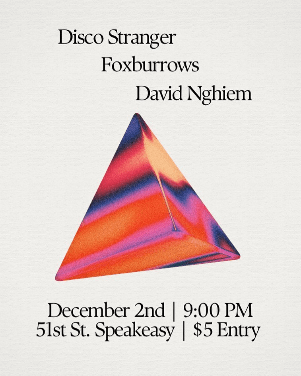 Disco Stranger
Foxburrows
David Nghiem
December 2nd | 9:00 PM
51st St. Speakeasy | $5 Entry